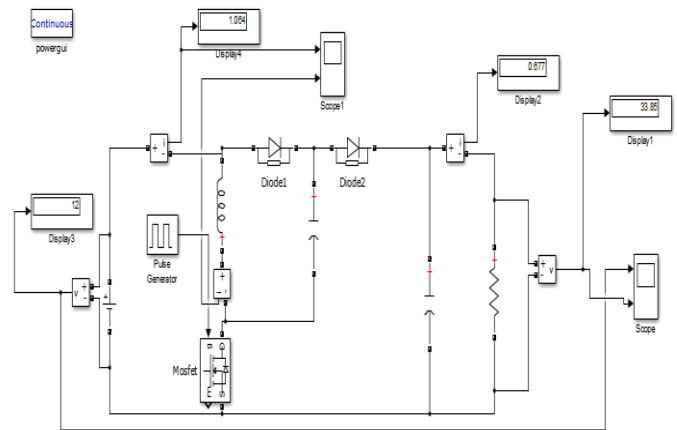 Continuous
powergui
1.064
Display4
Scope1
0.677
Display2
33.85
Display1
i
+
-
i
+
-
Diode1
Diode2
12
Display3
Pulse
Generator
v
+
-
+
+
-
v
Scope
Mosfet
g
D
m
S